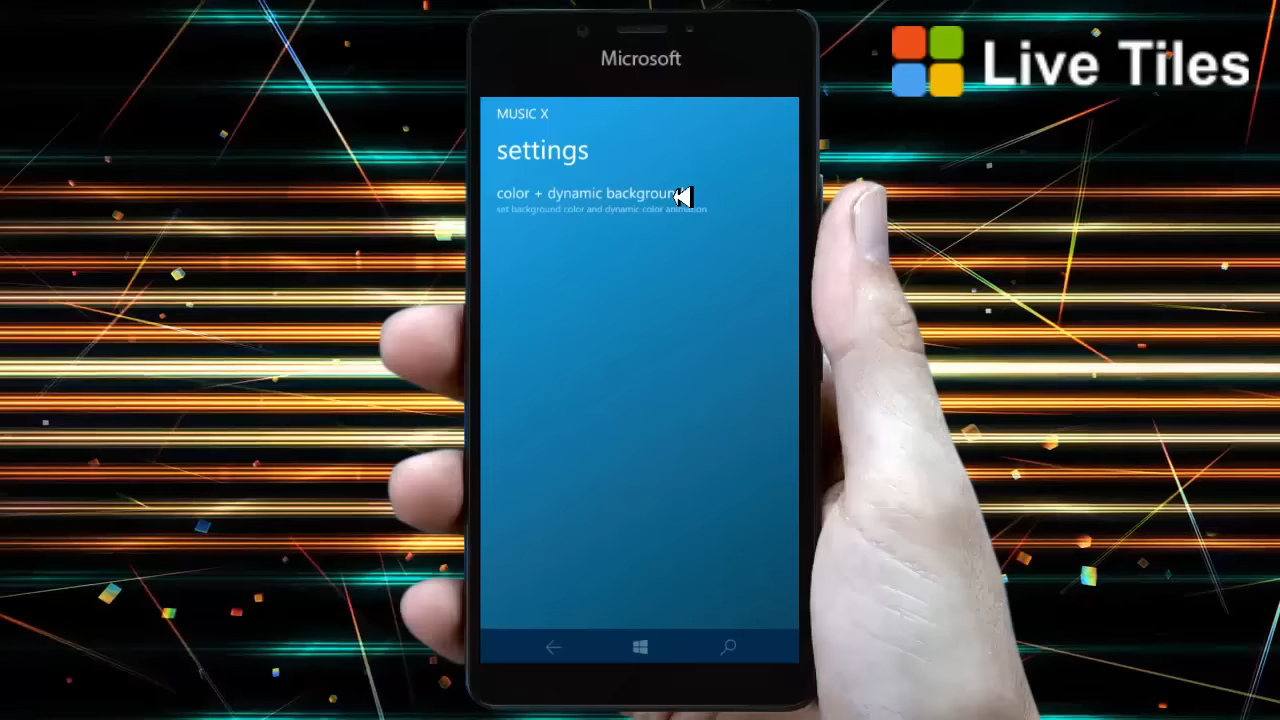 Microsoft
Live Tiles
MUSIC X
settings
color + dynamic background
set background color and dynamic color animation